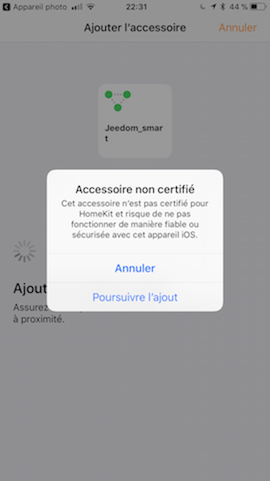 Appareil photo 22:31 44 %
Ajouter l'accessoire Annuler
Jeedom_smar
t
Accessoire non certifié
Cet accessoire n'est pas certifié pour
HomeKit et risque de ne pas
fonctionner de manière fiable ou
sécurisée avec cet appareil iOS.
Annuler
Poursuivre l'ajout
Ajout
Assurez
à proximité.